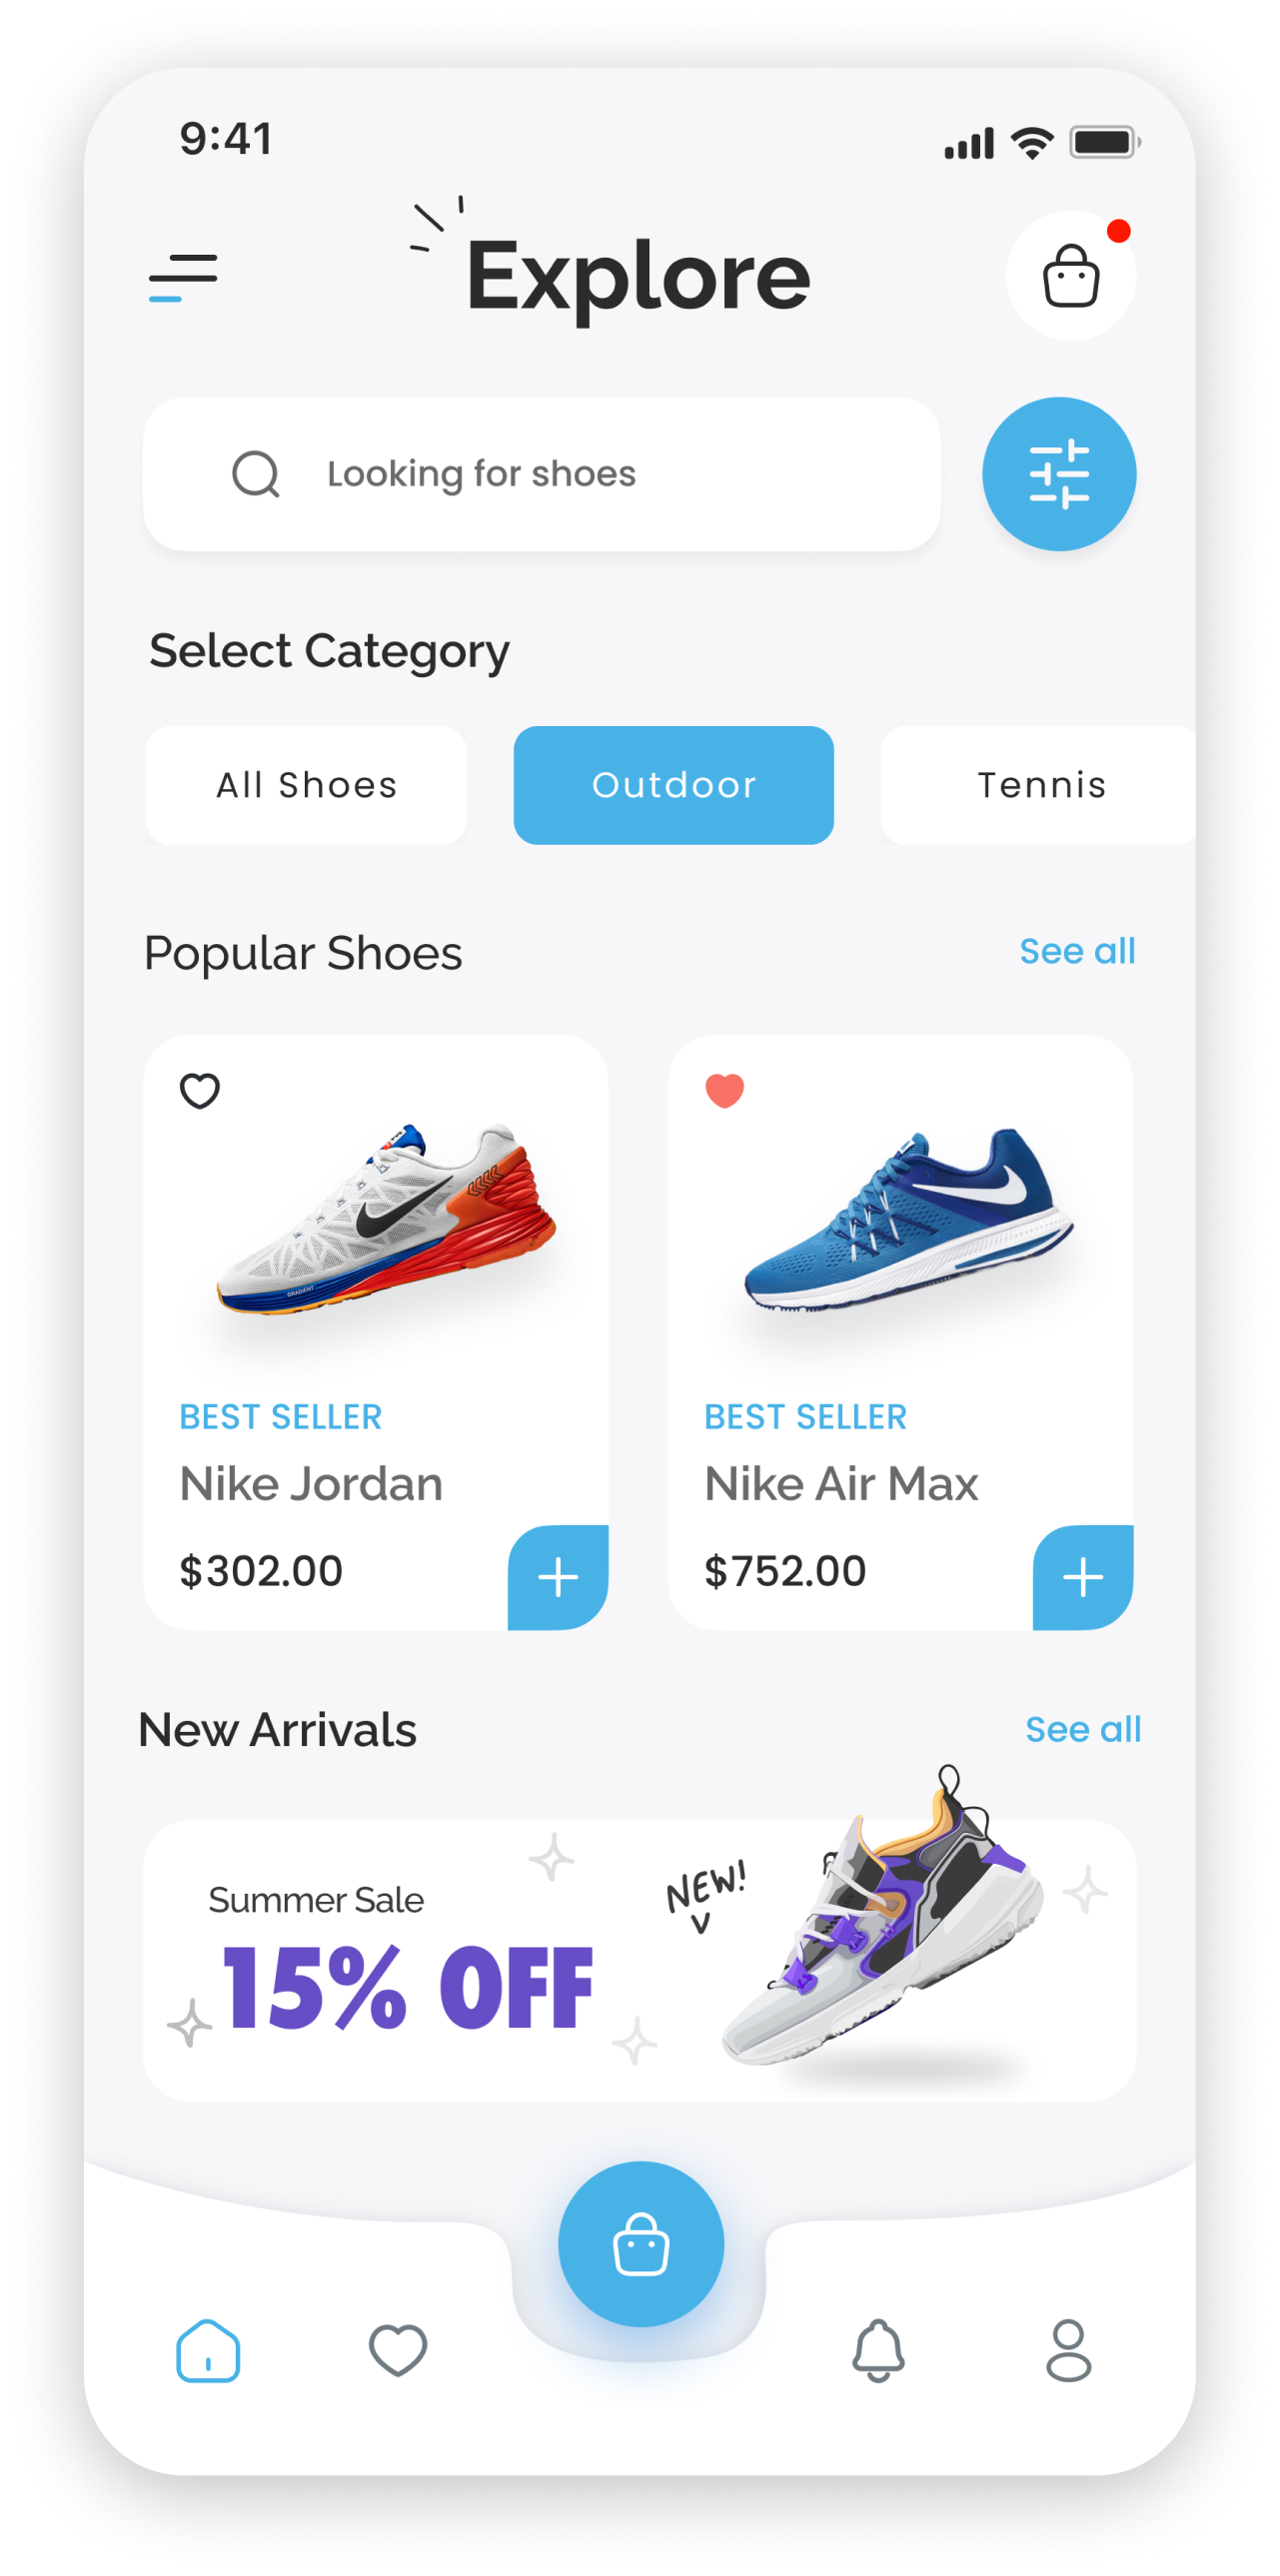 9:41
Explore
Looking for shoes
Select Category
All Shoes
Outdoor
Tennis
Popular Shoes
See all
GRADIENT
BEST SELLER
Nike Jordan
$302.00
BEST SELLER
Nike Air Max
$752.00
New Arrivals
See all
Summer Sale
15% OFF
NEW!